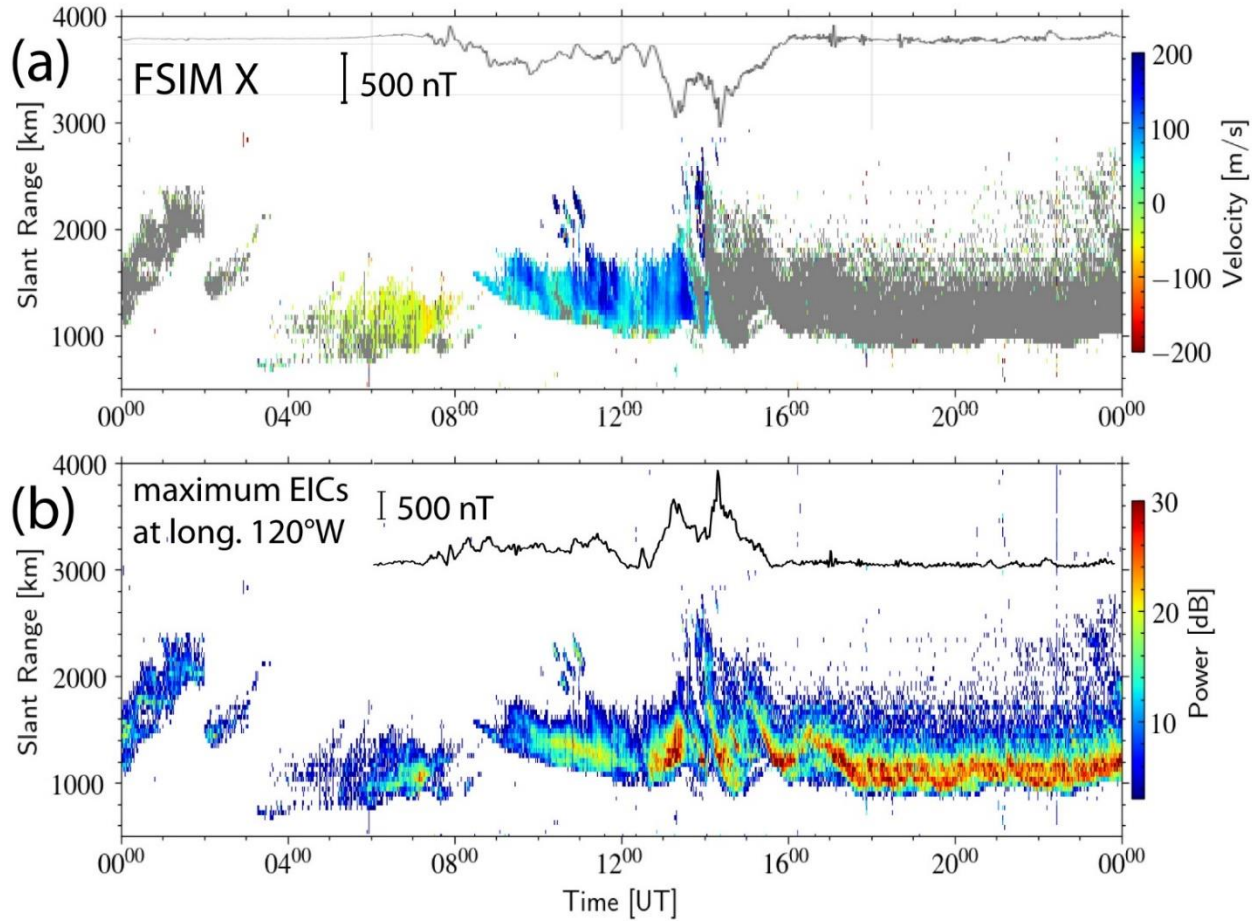 (a)
4000
3000
2000
1000
Slant Range [km]
FSIM X
500 nT
200
100
0
−100
−200
Velocity [m/s]
00⁰⁰ 04⁰⁰ 08⁰⁰ 12⁰⁰ 16⁰⁰ 20⁰⁰ 00⁰⁰
(b)
4000
3000
2000
1000
Slant Range [km]
maximum EICs
at long. 120°W
500 nT
30
20
10
Power [dB]
00⁰⁰ 04⁰⁰ 08⁰⁰ 12⁰⁰ 16⁰⁰ 20⁰⁰ 00⁰⁰
Time [UT]